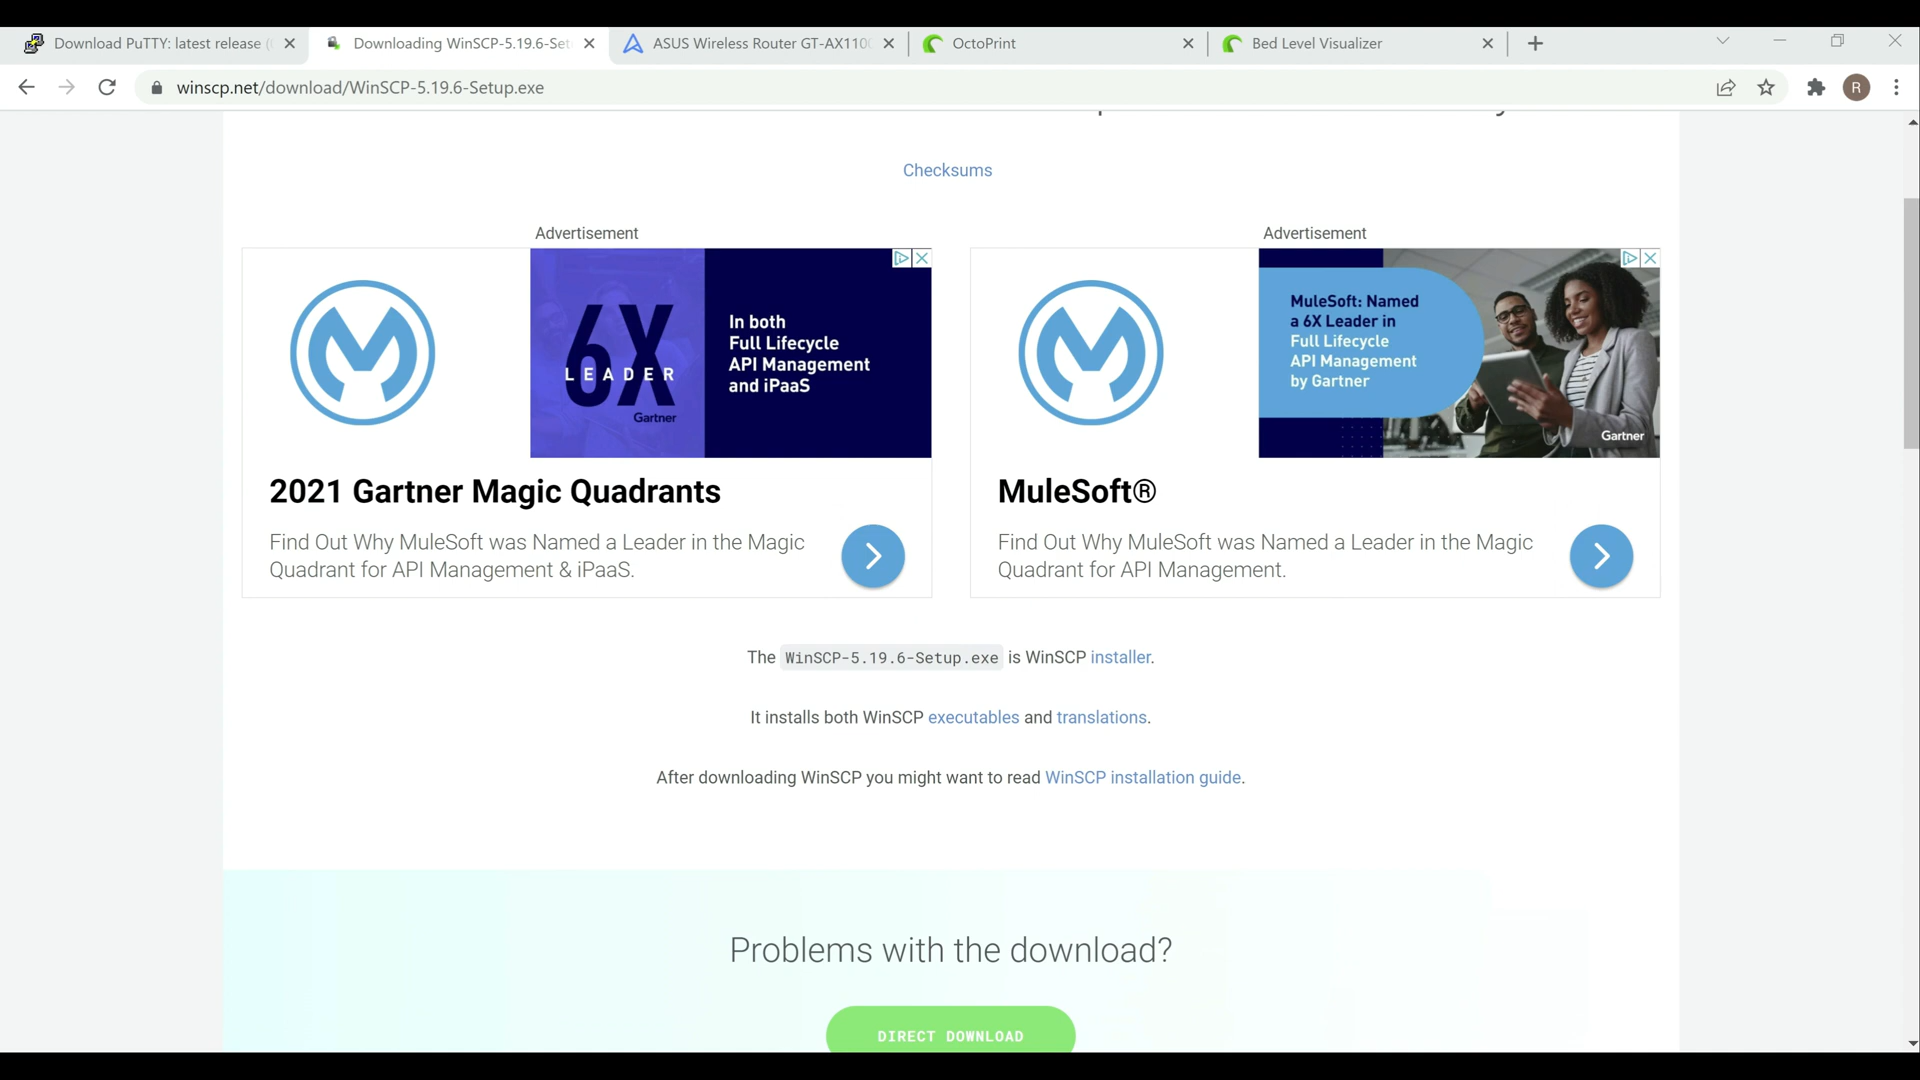 Download PuTTY: latest release (
Downloading WinSCP-5.19.6-Set
ASUS Wireless Router GT-AX1100
OctoPrint
Bed Level Visualizer
winscp.net/download/WinSCP-5.19.6-Setup.exe
R
Checksums
Advertisement
6X
LEADER
Gartner
In both
Full Lifecycle
API Management
and iPaaS
2021 Gartner Magic Quadrants
Find Out Why MuleSoft was Named a Leader in the Magic
Quadrant for API Management & iPaaS.
Advertisement
MuleSoft: Named
a 6X Leader in
Full Lifecycle
API Management
by Gartner
Gartner
MuleSoft®
Find Out Why MuleSoft was Named a Leader in the Magic
Quadrant for API Management.
The WinSCP-5.19.6-Setup.exe is WinSCP installer.
It installs both WinSCP executables and translations.
After downloading WinSCP you might want to read WinSCP installation guide.
Problems with the download?
DIRECT DOWNLOAD